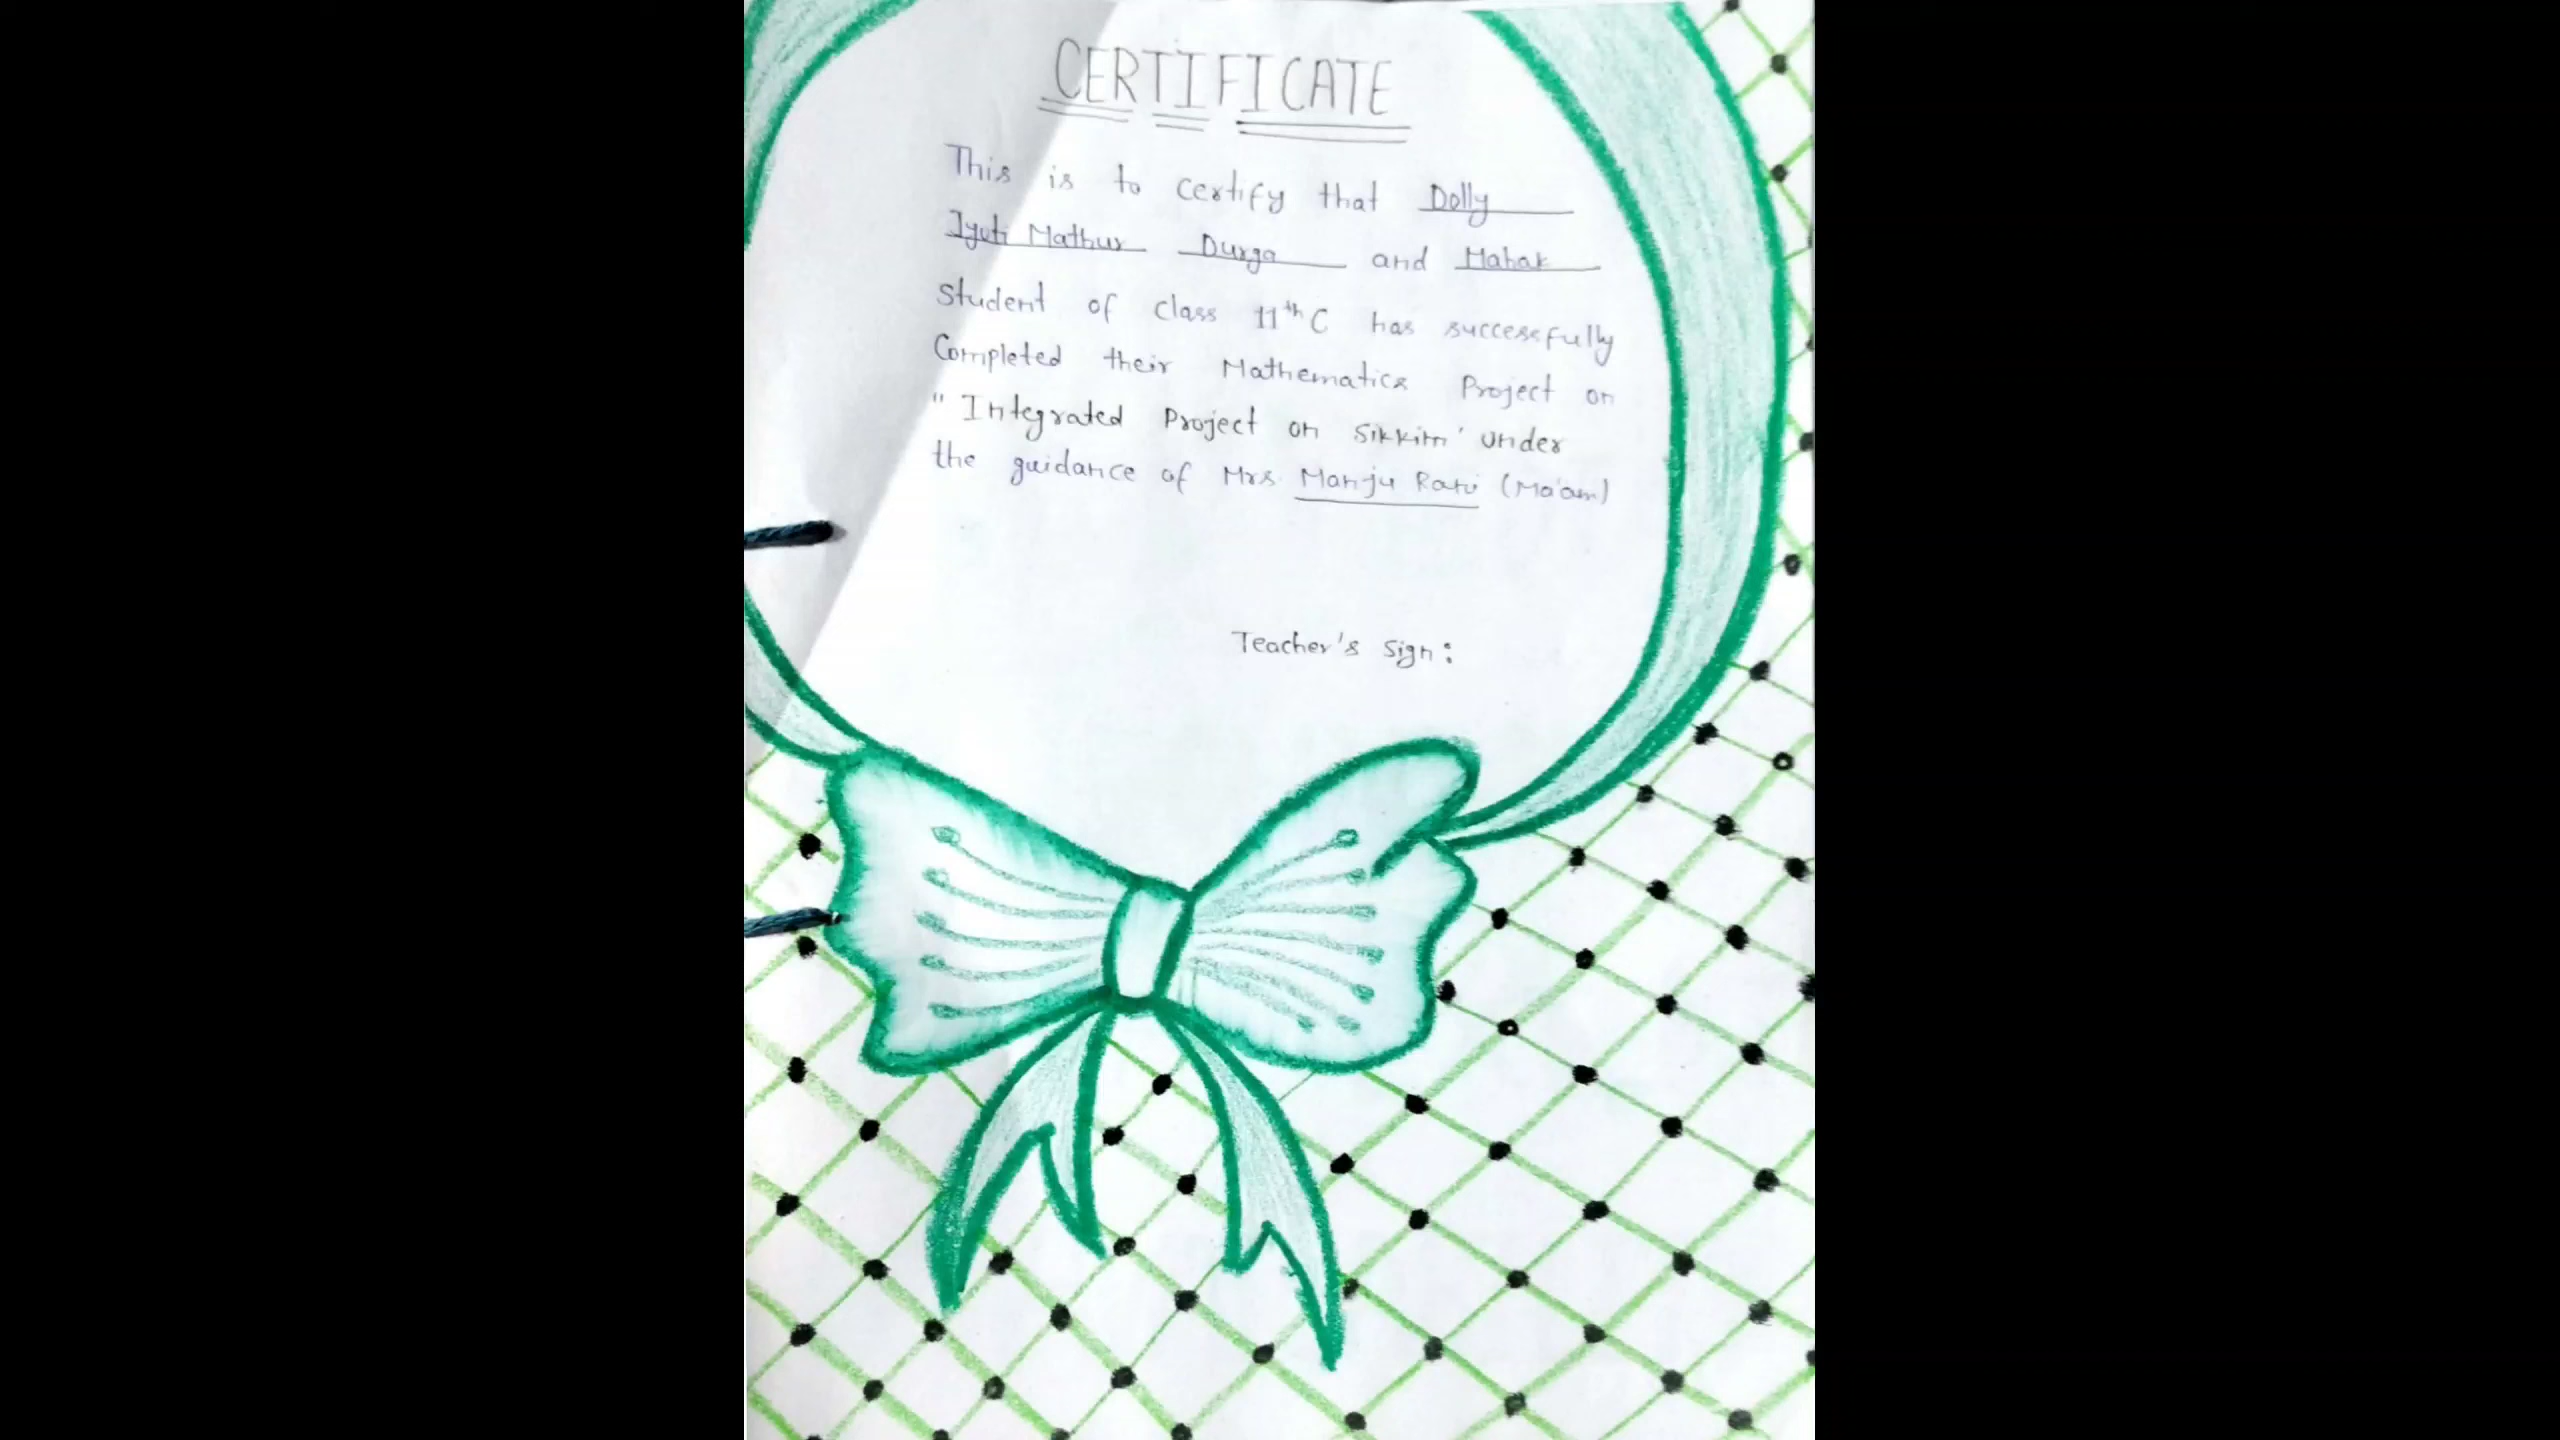 CERTIFICATE
This is to certify that Dolly
Jyoti Mathur Durga and Mahak
Student of class 11th C has successfully
Completed their Mathematics Project on
" Integrated Project on Sikkim' under
the guidance of Mrs. Manju Rani (Ma'am)
Teacher's Sign: